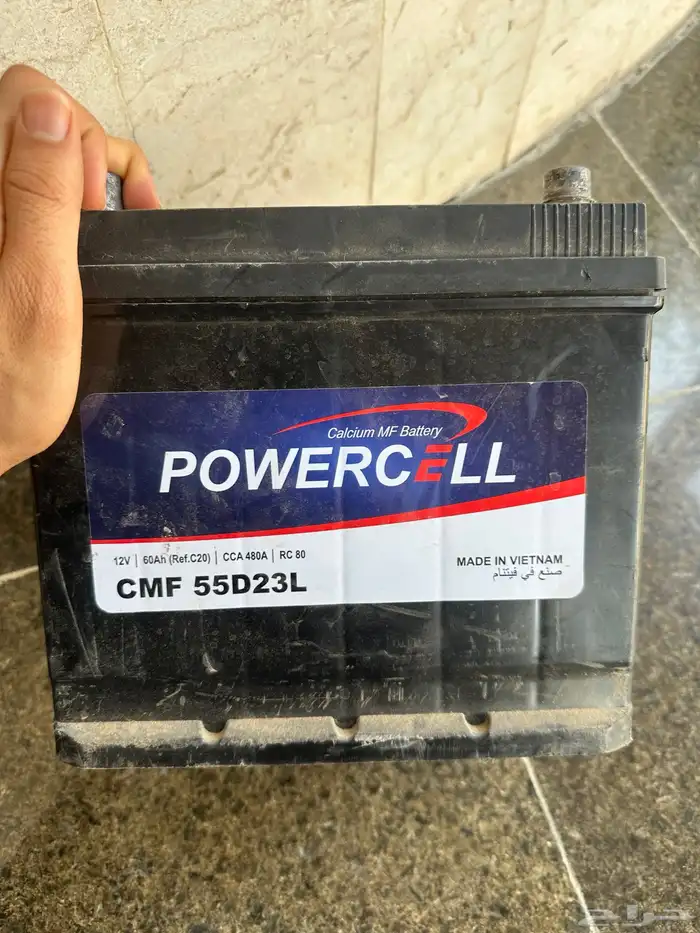 Calcium MF Battery
POWERCELL
12V | 60Ah (Ref.C20) | CCA 480A | RC 80
MADE IN VIETNAM
صنع في فيتنام
CMF 55D23L
حراج